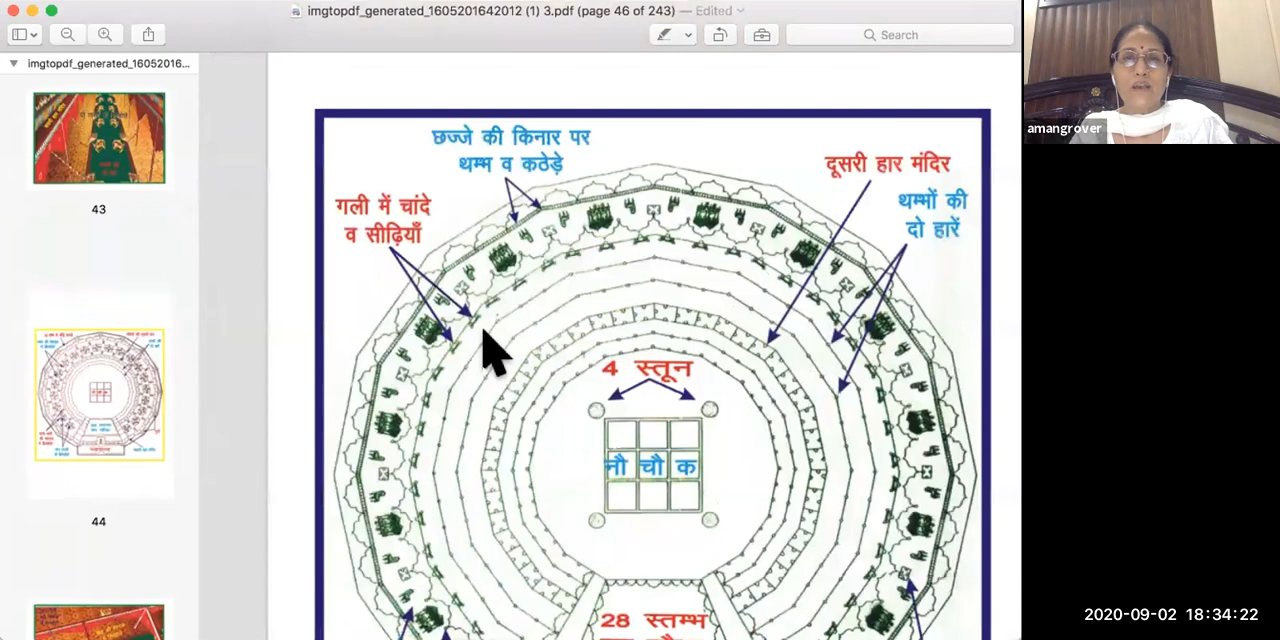 imgtopdf_generated_1605201642012 (1) 3.pdf (page 46 of 243) — Edited
Search
imgtopdf_generated_16052016...
43
44
छज्जे की किनार पर
थम्भ व कठेड़े
गली में चांदे
व सीढ़ियाँ
दूसरी हार मंदिर
थम्भों की
दो हारें
4 स्तून
नौ चौ क
28 स्तम्भ
amangrover
2020-09-02 18:34:22